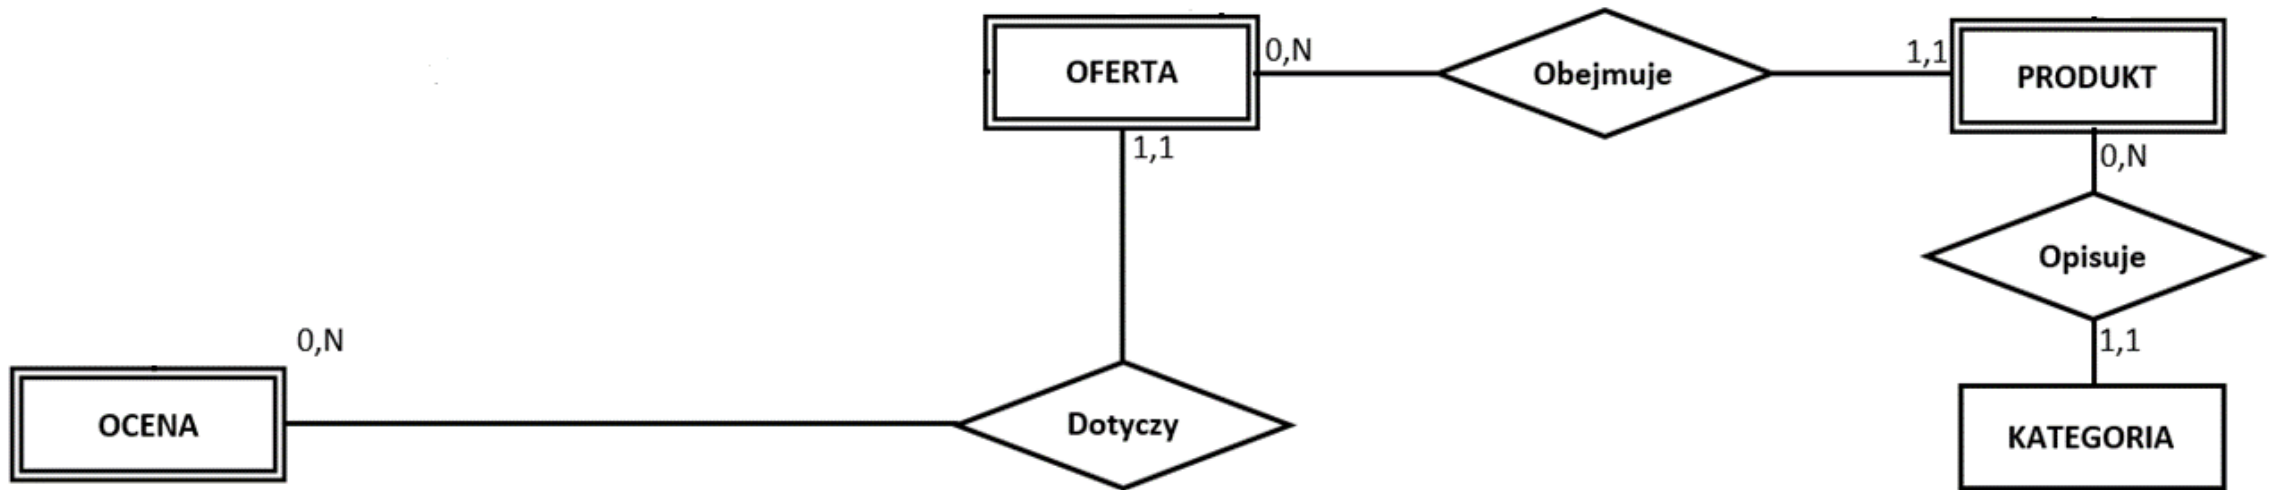 OFERTA
0,N
Obejmuje
1,1
PRODUKT
1,1
0,N
Opisuje
0,N
1,1
OCENA
Dotyczy
KATEGORIA